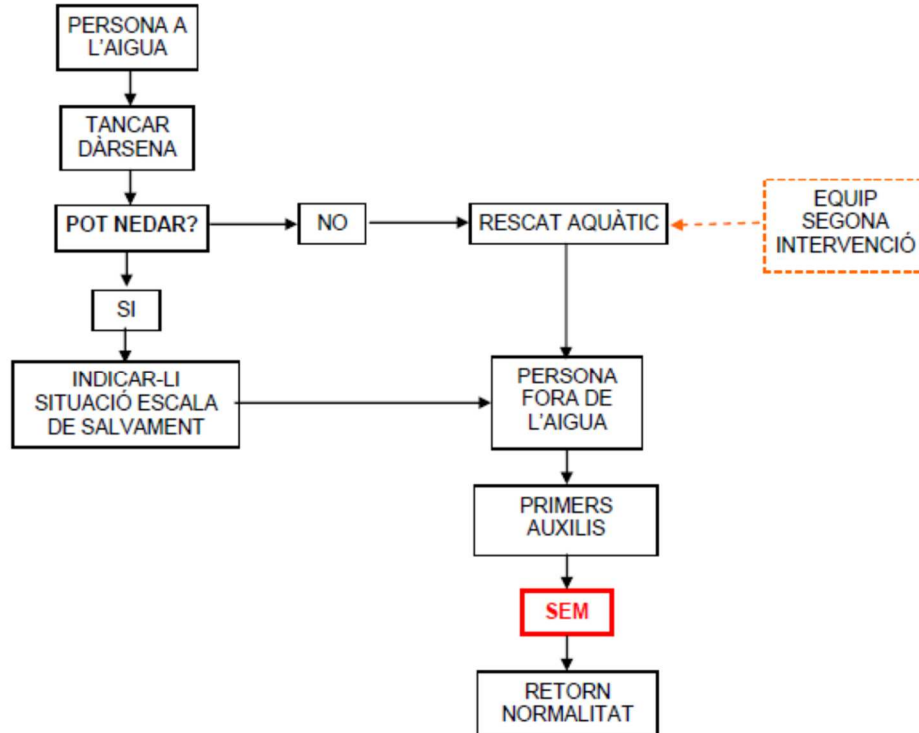 PERSONA A
L'AIGUA
TANCAR
DÀRSENA
POT NEDAR?
NO
RESCAT AQUÀTIC
EQUIP
SEGONA
INTERVENCIÓ
SI
INDICAR-LI
SITUACIÓ ESCALA
DE SALVAMENT
PERSONA
FORA DE
L'AIGUA
PRIMERS
AUXILIS
SEM
RETORN
NORMALITAT